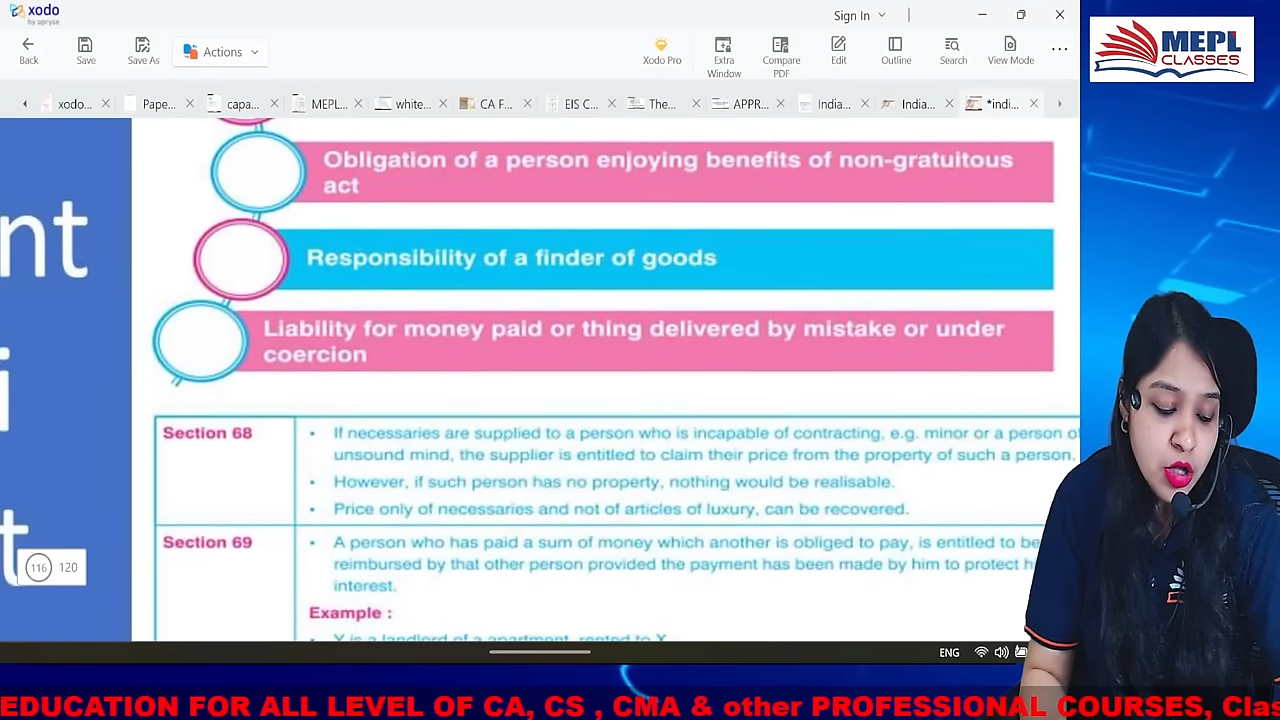 xodo
by apryse
Sign In
Back
Save
Save As
Actions
Xodo Pro
Extra Window
Compare PDF
Edit
Outline
Search
View Mode
MEPL
CLASSES
xodo...
Pape...
capa...
MEPL...
white...
CA F...
EIS C...
The...
APPR...
India...
India...
*indi...
Obligation of a person enjoying benefits of non-gratuitous
act
nt
Responsibility of a finder of goods
Liability for money paid or thing delivered by mistake or under
coercion
i
Section 68
• If necessaries are supplied to a person who is incapable of contracting, e.g. minor or a person of
unsound mind, the supplier is entitled to claim their price from the property of such a person.
• However, if such person has no property, nothing would be realisable.
• Price only of necessaries and not of articles of luxury, can be recovered.
t
116 120
Section 69
• A person who has paid a sum of money which another is obliged to pay, is entitled to be
reimbursed by that other person provided the payment has been made by him to protect
interest.
Example :
• Y is a landlord of a apartment, rented to X
ENG
EDUCATION FOR ALL LEVEL OF CA, CS , CMA & other PROFESSIONAL COURSES, Clas